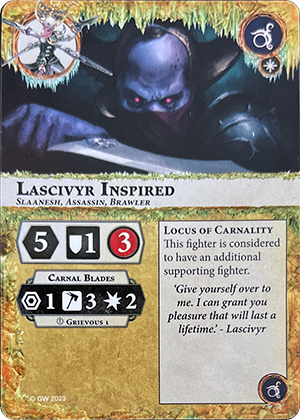 Lascivyr Inspired
Slaanesh, Assassin, Brawler
5 1 3
Carnal Blades
1 3 2
Grievous 1
Locus of Carnality
This fighter is considered
to have an additional
supporting fighter.
'Give yourself over to
me. I can grant you
pleasure that will last a
lifetime.' - Lascivyr
© GW 2023